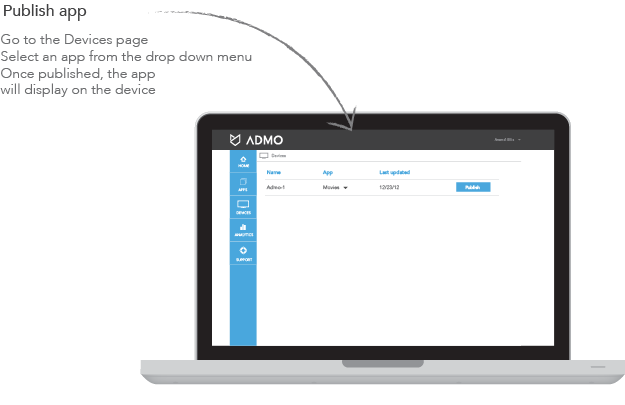 Publish app
Go to the Devices page
Select an app from the drop down menu
Once published, the app
will display on the device
ADMO
Devices
HOME
APPS
DEVICES
ANALYTICS
SUPPORT
Name App Last updated
Admo-1 Movies 12/23/12 Publish